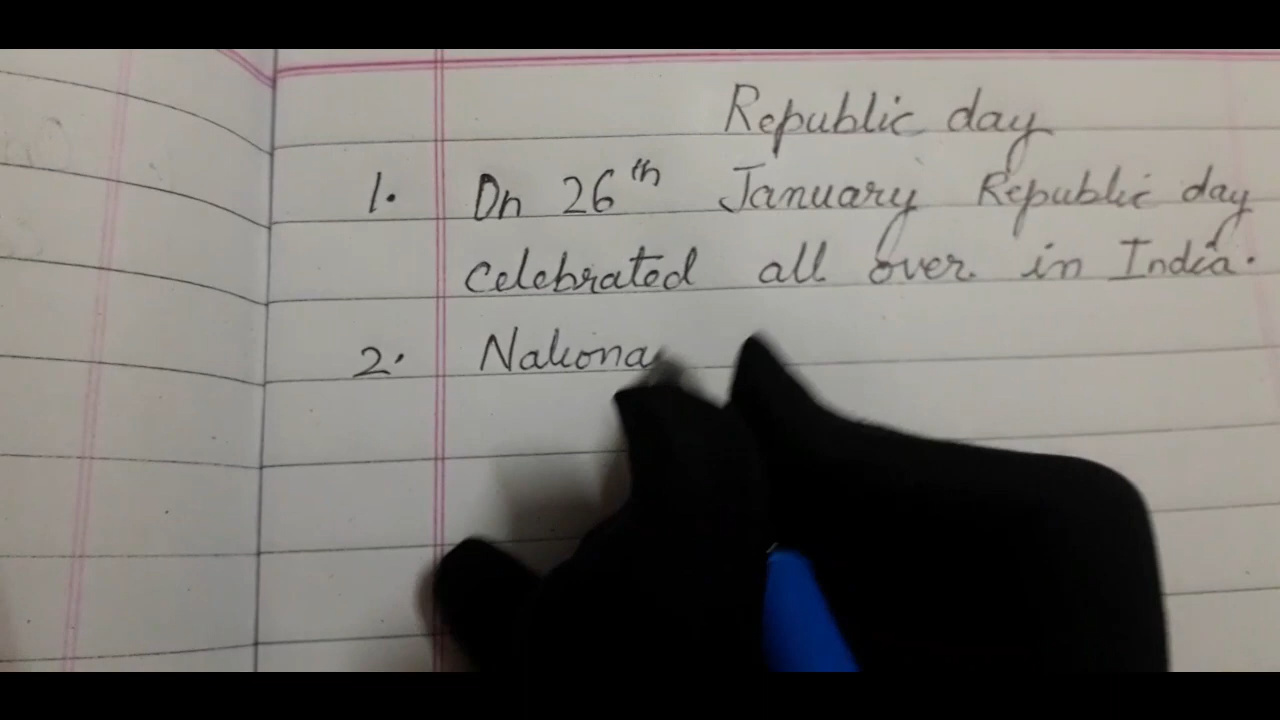 Republic day
1. On 26th January Republic day
celebrated all over in India.
2. Nationa